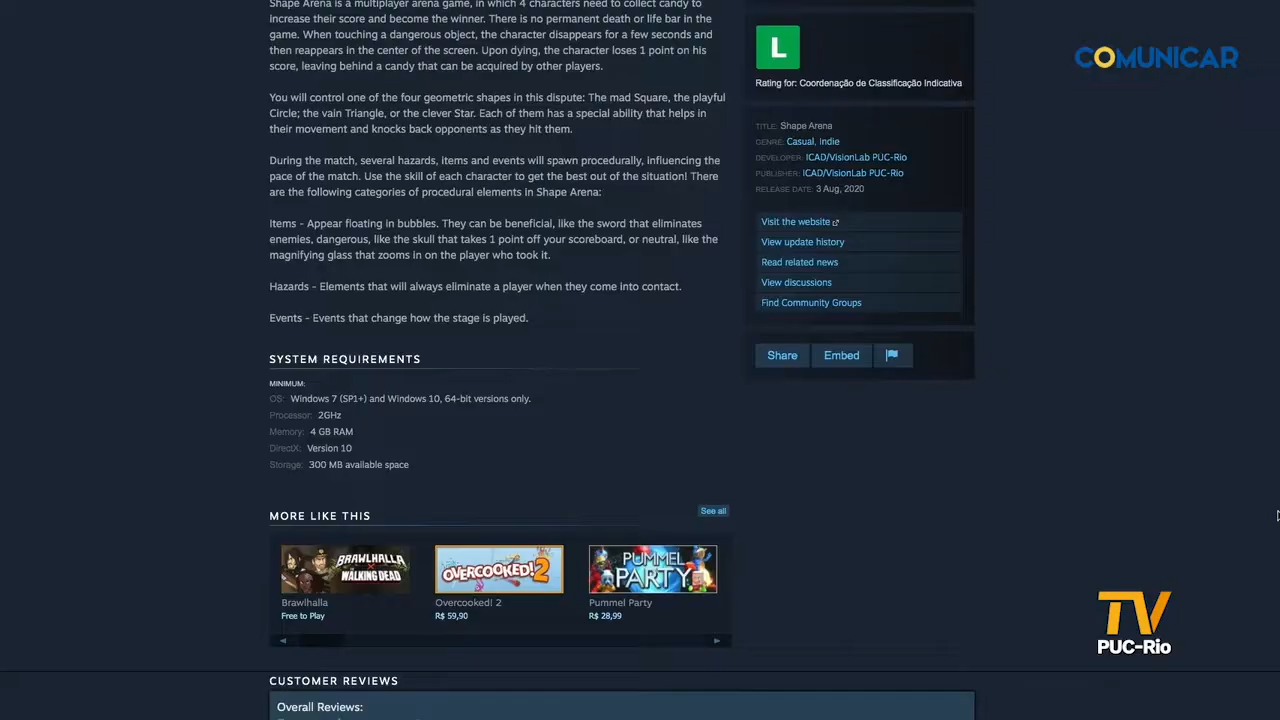 Shape Arena is a multiplayer arena game, in which 4 characters need to collect candy to
increase their score and become the winner. There is no permanent death or life bar in the
game. When touching a dangerous object, the character disappears for a few seconds and
then reappears in the center of the screen. Upon dying, the character loses 1 point on his
score, leaving behind a candy that can be acquired by other players.
You will control one of the four geometric shapes in this dispute: The mad Square, the playful
Circle; the vain Triangle, or the clever Star. Each of them has a special ability that helps in
their movement and knocks back opponents as they hit them.
During the match, several hazards, items and events will spawn procedurally, influencing the
pace of the match. Use the skill of each character to get the best out of the situation! There
are the following categories of procedural elements in Shape Arena:
Items - Appear floating in bubbles. They can be beneficial, like the sword that eliminates
enemies, dangerous, like the skull that takes 1 point off your scoreboard, or neutral, like the
magnifying glass that zooms in on the player who took it.
Hazards - Elements that will always eliminate a player when they come into contact.
Events - Events that change how the stage is played.
SYSTEM REQUIREMENTS
MINIMUM:
OS: Windows 7 (SP1+) and Windows 10, 64-bit versions only.
Processor: 2GHz
Memory: 4 GB RAM
DirectX: Version 10
Storage: 300 MB available space
MORE LIKE THIS
See all
BRAWLHALLA
X
WALKING DEAD
Brawlhalla
Free to Play
OVERCOOKED! 2
Overcooked! 2
R$ 59,90
PUMMEL
PARTY
Pummel Party
R$ 28,99
CUSTOMER REVIEWS
Overall Reviews:
L
Rating for: Coordenação de Classificação Indicativa
TITLE: Shape Arena
GENRE: Casual, Indie
DEVELOPER: ICAD/VisionLab PUC-Rio
PUBLISHER: ICAD/VisionLab PUC-Rio
RELEASE DATE: 3 Aug, 2020
Visit the website
View update history
Read related news
View discussions
Find Community Groups
Share
Embed
COMUNICAR
TV
PUC-Rio